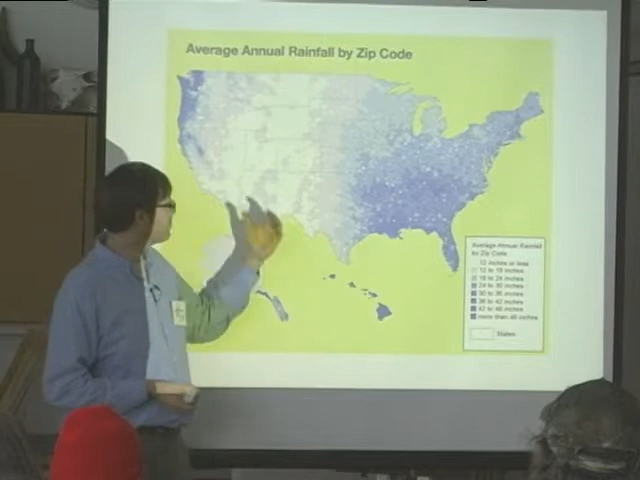 Average Annual Rainfall by Zip Code
Average Annual Rainfall
by Zip Code
12 inches or less
12 to 18 inches
18 to 24 inches
24 to 30 inches
30 to 36 inches
36 to 42 inches
42 to 48 inches
more than 48 inches
States